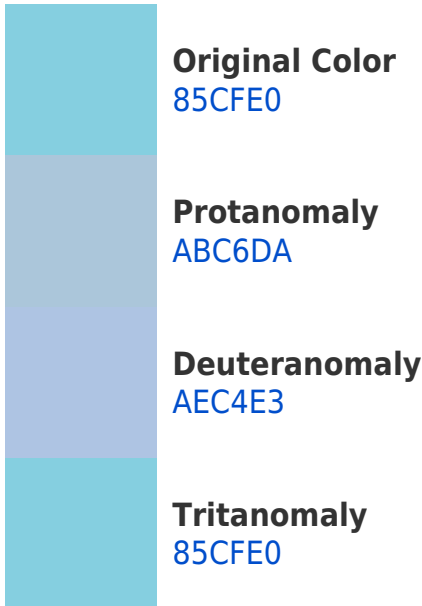 Original Color
85CFE0
Protanomaly
ABC6DA
Deuteranomaly
AEC4E3
Tritanomaly
85CFE0